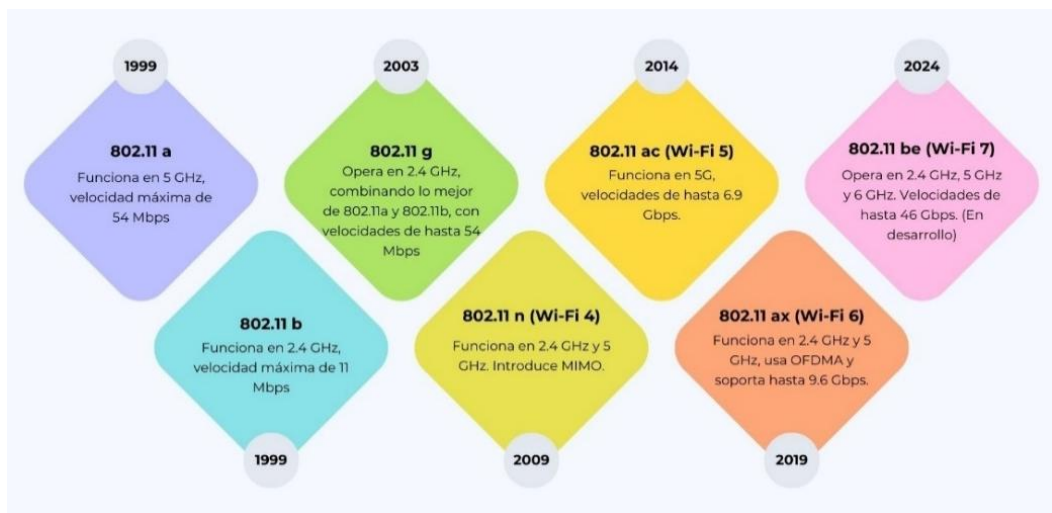 1999
802.11 a
Funciona en 5 GHz,
velocidad máxima de
54 Mbps
2003
802.11 g
Opera en 2.4 GHz,
combinando lo mejor
de 802.11a y 802.11b, con
velocidades de hasta 54
Mbps
2014
802.11 ac (Wi-Fi 5)
Funciona en 5G,
velocidades de hasta 6.9
Gbps.
2024
802.11 be (Wi-Fi 7)
Opera en 2.4 GHz, 5 GHz
y 6 GHz. Velocidades de
hasta 46 Gbps. (En
desarrollo)
802.11 b
Funciona en 2.4 GHz,
velocidad máxima de 11
Mbps
1999
802.11 n (Wi-Fi 4)
Funciona en 2.4 GHz y 5
GHz. Introduce MIMO.
2009
802.11 ax (Wi-Fi 6)
Funciona en 2.4 GHz y 5
GHz, usa OFDMA y
soporta hasta 9.6 Gbps.
2019